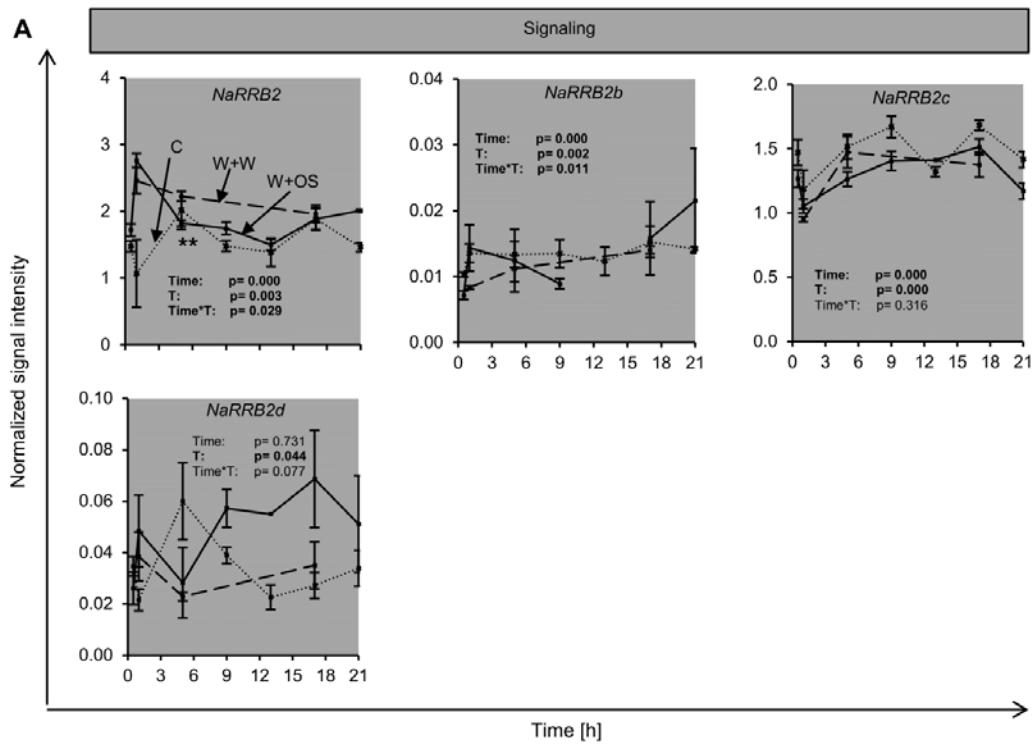 A
Signaling
Normalized signal intensity
NaRRB2
4
3
2
1
0
C
W+W
W+OS
**
Time: p= 0.000
T: p= 0.003
Time*T: p= 0.029
NaRRB2b
0.04
0.03
0.02
0.01
0.00
Time: p= 0.000
T: p= 0.002
Time*T: p= 0.011
0 3 6 9 12 15 18 21
NaRRB2c
2.0
1.5
1.0
0.5
0.0
Time: p= 0.000
T: p= 0.000
Time*T: p= 0.316
0 3 6 9 12 15 18 21
NaRRB2d
0.10
0.08
0.06
0.04
0.02
0.00
Time: p= 0.731
T: p= 0.044
Time*T: p= 0.077
0 3 6 9 12 15 18 21
Time [h]